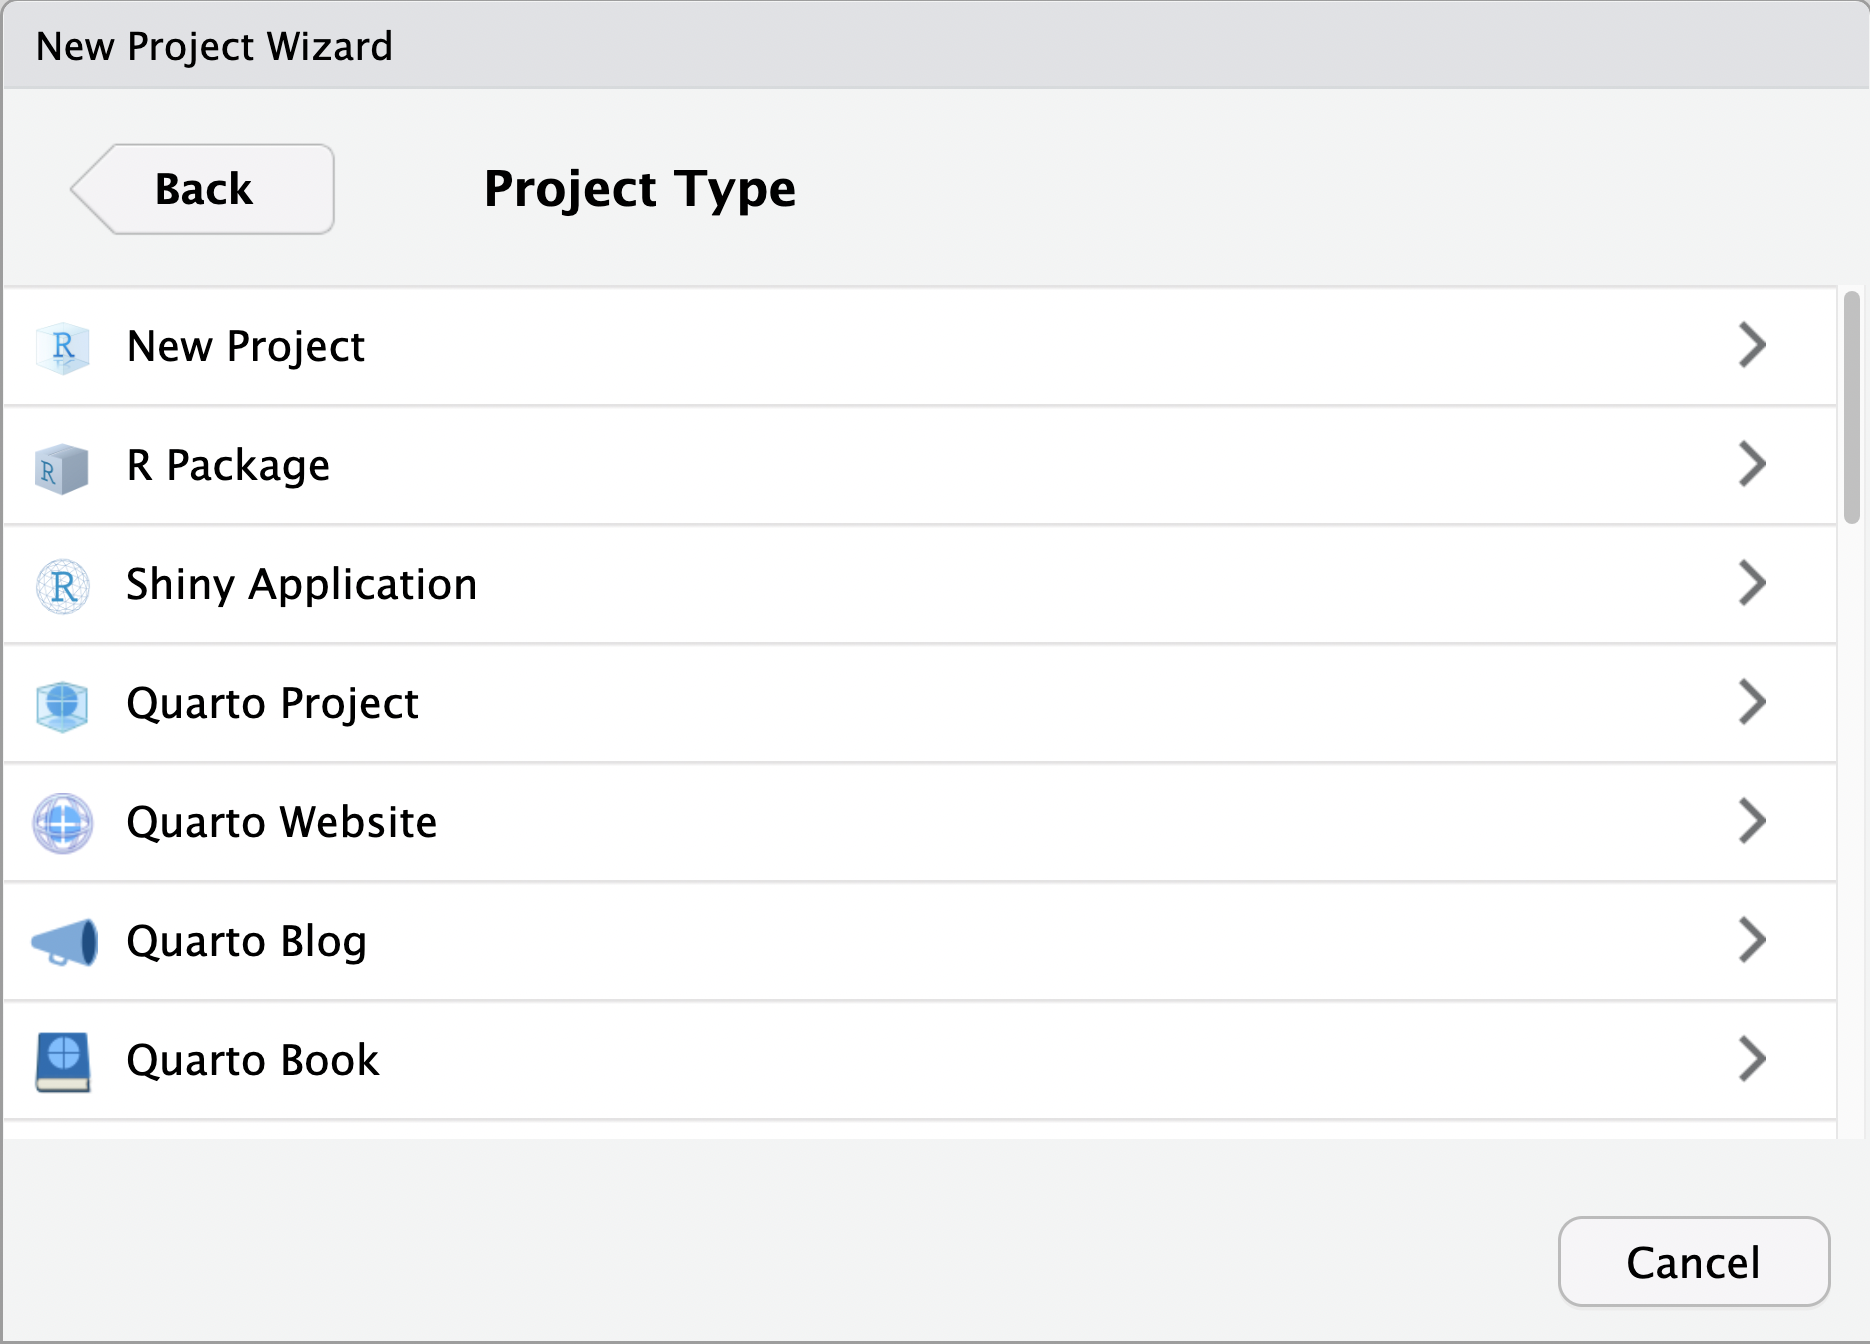 New Project Wizard
Back
Project Type
R New Project
R R Package
R Shiny Application
Quarto Project
Quarto Website
Quarto Blog
Quarto Book
Cancel